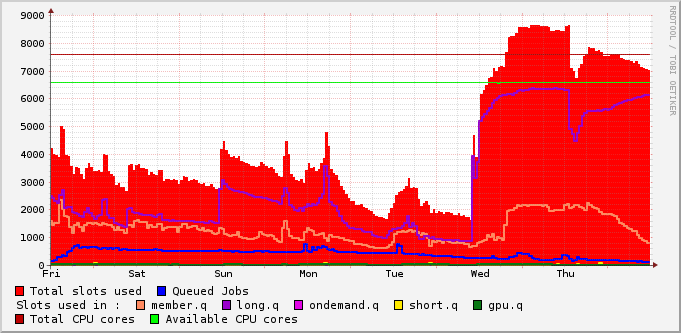 9000
8000
7000
6000
5000
4000
3000
2000
1000
0
Fri Sat Sun Mon Tue Wed Thu
RRDTOOL / TOBI OETIKER
Total slots used Queued Jobs
Slots used in : member.q long.q ondemand.q short.q gpu.q
Total CPU cores Available CPU cores